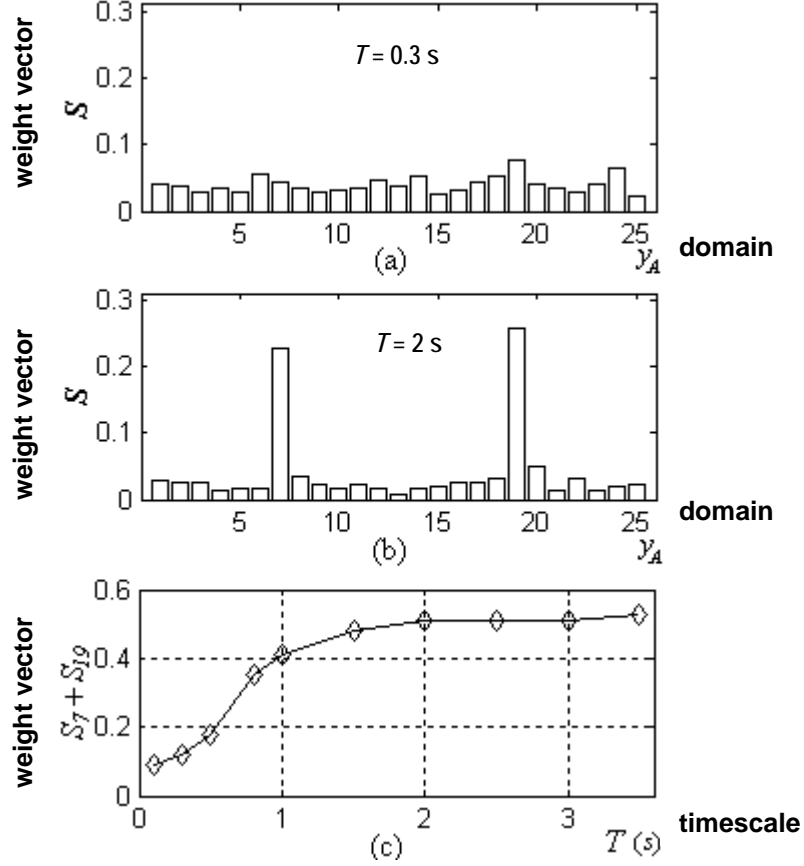 weight vector
S
0.3
0.2
0.1
0
T = 0.3 s
5 10 15 20 25
(a)
y_A
domain
weight vector
S
0.3
0.2
0.1
0
T = 2 s
5 10 15 20 25
(b)
y_A
domain
weight vector
S_7 + S_19
0.6
0.4
0.2
0
0 1 2 3
(c)
T (s)
timescale